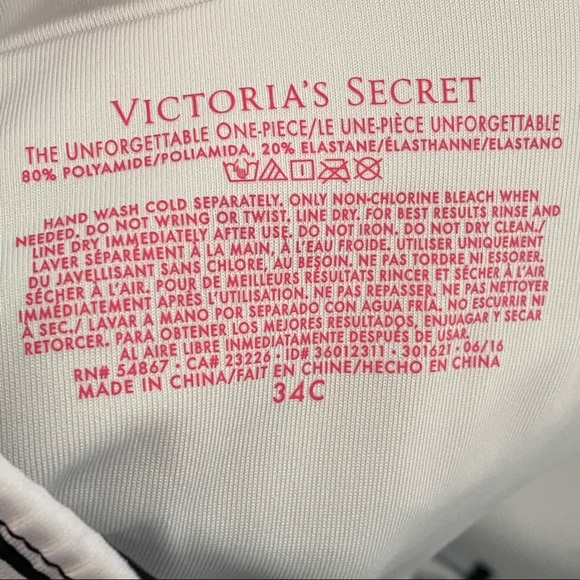 VICTORIA'S SECRET
THE UNFORGETTABLE ONE-PIECE/LE UNE-PIÈCE UNFORGETTABLE
80% POLYAMIDE/POLIAMIDA, 20% ELASTANE/ÉLASTHANNE/ELASTANO
HAND WASH COLD SEPARATELY. ONLY NON-CHLORINE BLEACH WHEN
NEEDED. DO NOT WRING OR TWIST. LINE DRY. FOR BEST RESULTS RINSE AND
LINE DRY IMMEDIATELY AFTER USE. DO NOT IRON. DO NOT DRY CLEAN./
LAVER SÉPARÉMENT À LA MAIN, À L'EAU FROIDE. UTILISER UNIQUEMENT
DU JAVELLISANT SANS CHLORE, AU BESOIN. NE PAS TORDRE NI ESSORER.
SÉCHER À L'AIR. POUR DE MEILLEURS RÉSULTATS RINCER ET SÉCHER À L'AIR
IMMÉDIATEMENT APRÈS L'UTILISATION. NE PAS REPASSER. NE PAS NETTOYER
À SEC./ LAVAR A MANO POR SEPARADO CON AGUA FRÍA. NO ESCURRIR NI
RETORCER. PARA OBTENER LOS MEJORES RESULTADOS, ENJUAGAR Y SECAR
AL AIRE LIBRE INMEDIATAMENTE DESPUÉS DE USAR.
RN# 54867 · CA# 23226 · ID# 36012311 · 30162F · 06/16
MADE IN CHINA/FAIT EN CHINE/HECHO EN CHINA
34C